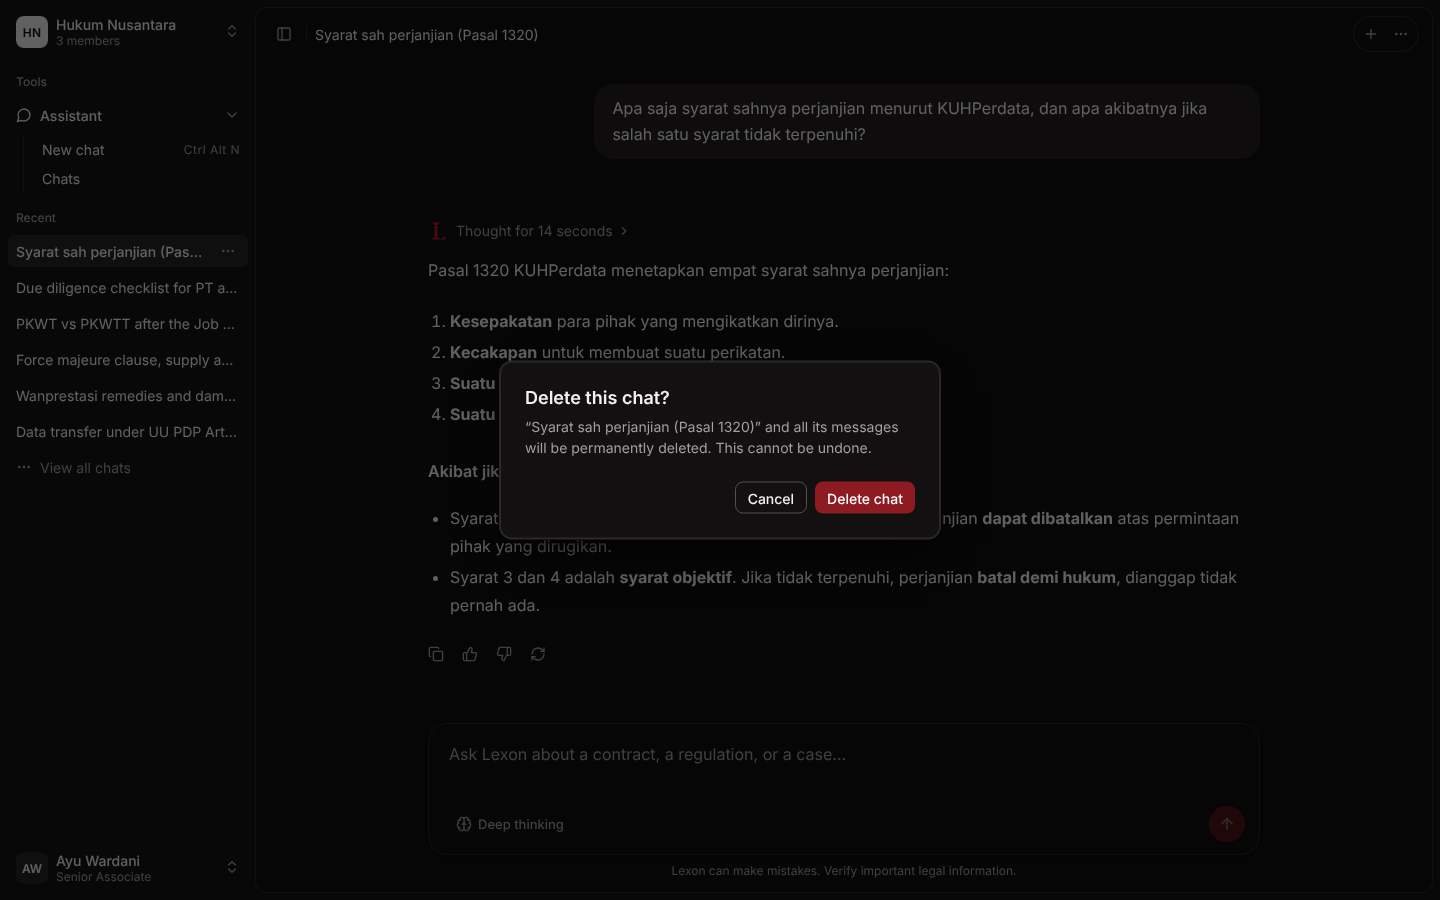 HN
Hukum Nusantara
3 members
Tools
Assistant
New chat Ctrl Alt N
Chats
Recent
Syarat sah perjanjian (Pas...
Due diligence checklist for PT a...
PKWT vs PKWTT after the Job ...
Force majeure clause, supply a...
Wanprestasi remedies and dam...
Data transfer under UU PDP Art...
View all chats
AW
Ayu Wardani
Senior Associate
Syarat sah perjanjian (Pasal 1320)
Apa saja syarat sahnya perjanjian menurut KUHPerdata, dan apa akibatnya jika
salah satu syarat tidak terpenuhi?
L Thought for 14 seconds
Pasal 1320 KUHPerdata menetapkan empat syarat sahnya perjanjian:
1. Kesepakatan para pihak yang mengikatkan dirinya.
2. Kecakapan untuk membuat suatu perikatan.
3. Suatu
4. Suatu
Delete this chat?
“Syarat sah perjanjian (Pasal 1320)” and all its messages
will be permanently deleted. This cannot be undone.
Cancel Delete chat
Akibat jik
• Syarat njian dapat dibatalkan atas permintaan
pihak yang dirugikan.
• Syarat 3 dan 4 adalah syarat objektif. Jika tidak terpenuhi, perjanjian batal demi hukum, dianggap tidak
pernah ada.
Ask Lexon about a contract, a regulation, or a case...
Deep thinking
Lexon can make mistakes. Verify important legal information.